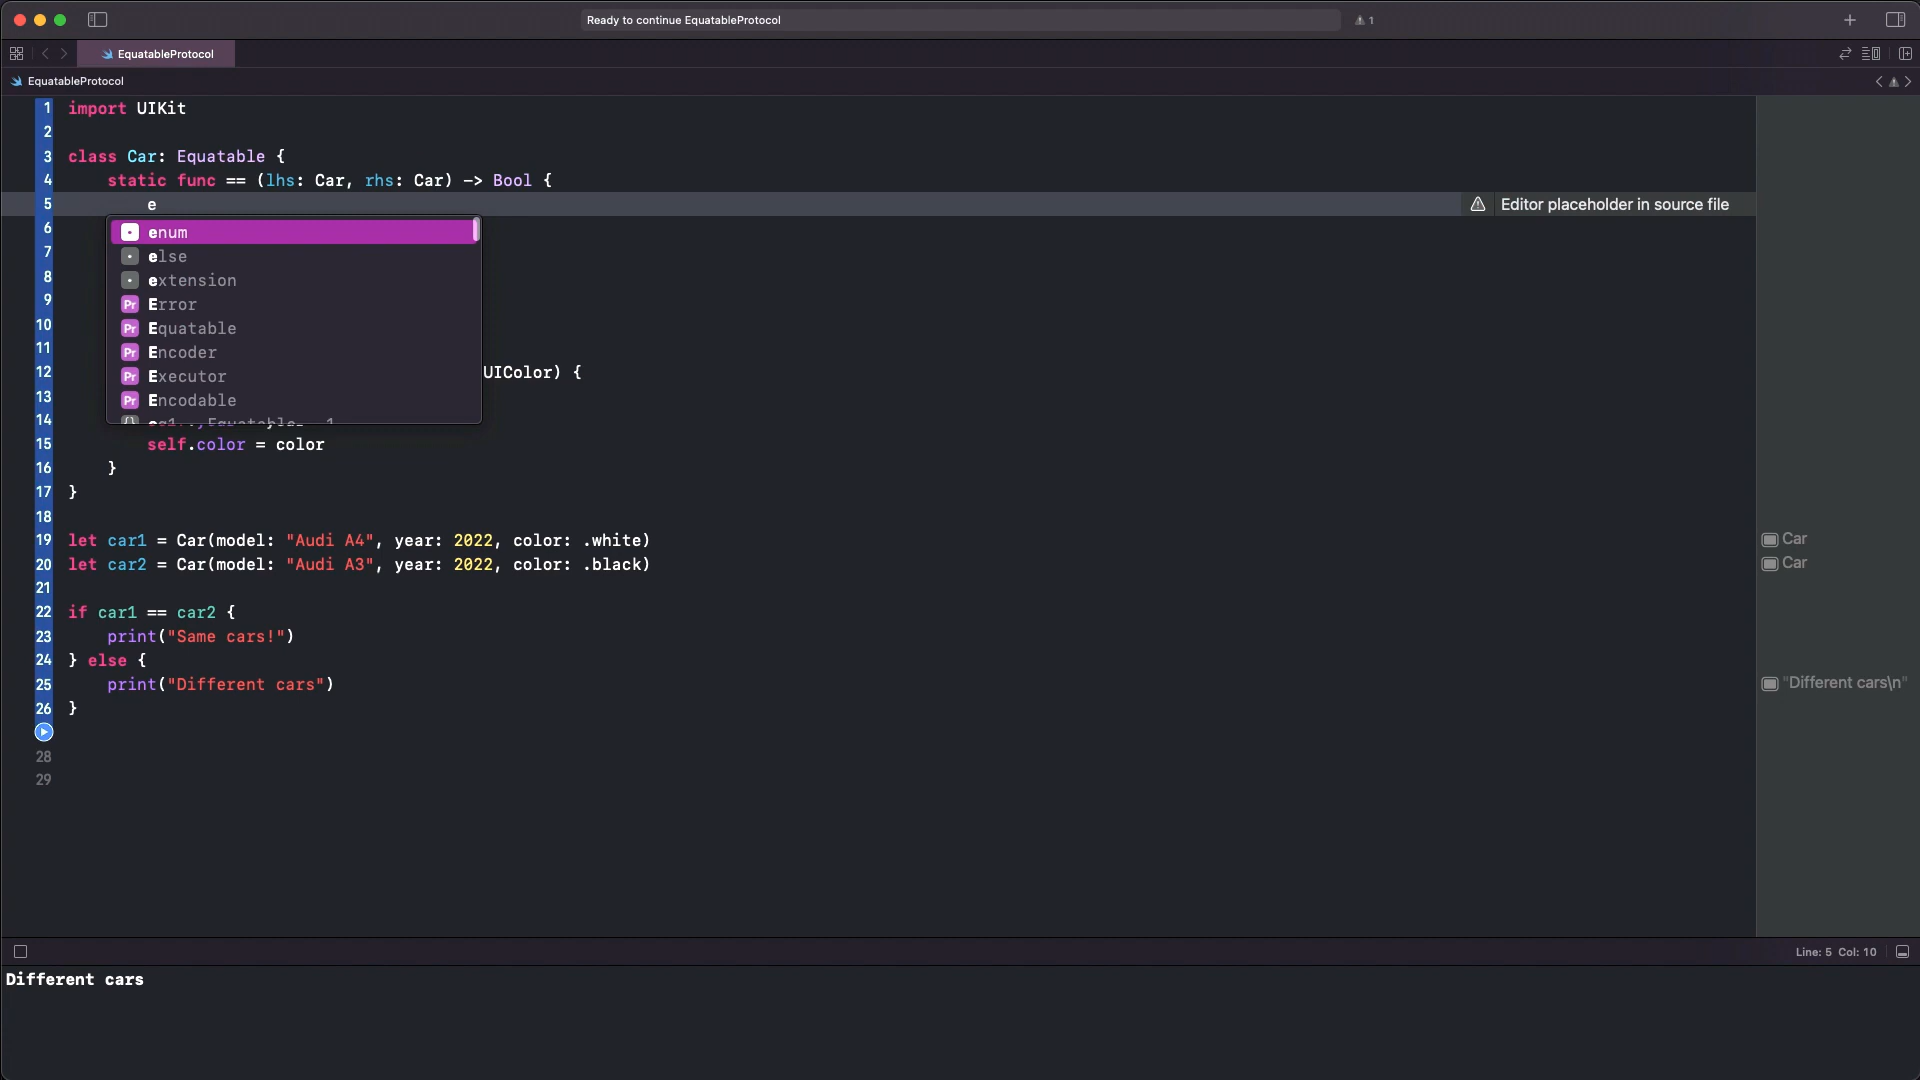 Ready to continue EquatableProtocol
1
EquatableProtocol
EquatableProtocol
1 import UIKit
2
3 class Car: Equatable {
4 static func == (lhs: Car, rhs: Car) -> Bool {
5 e
Editor placeholder in source file
6 enum
7 else
8 extension
9 Pr Error
10 Pr Equatable
11 Pr Encoder
12 Pr Executor UIColor) {
13 Pr Encodable
14
15 self.color = color
16 }
17 }
18
19 let car1 = Car(model: "Audi A4", year: 2022, color: .white)
Car
20 let car2 = Car(model: "Audi A3", year: 2022, color: .black)
Car
21
22 if car1 == car2 {
23 print("Same cars!")
24 } else {
25 print("Different cars")
"Different cars\n"
26 }
28
29
Line: 5 Col: 10
Different cars